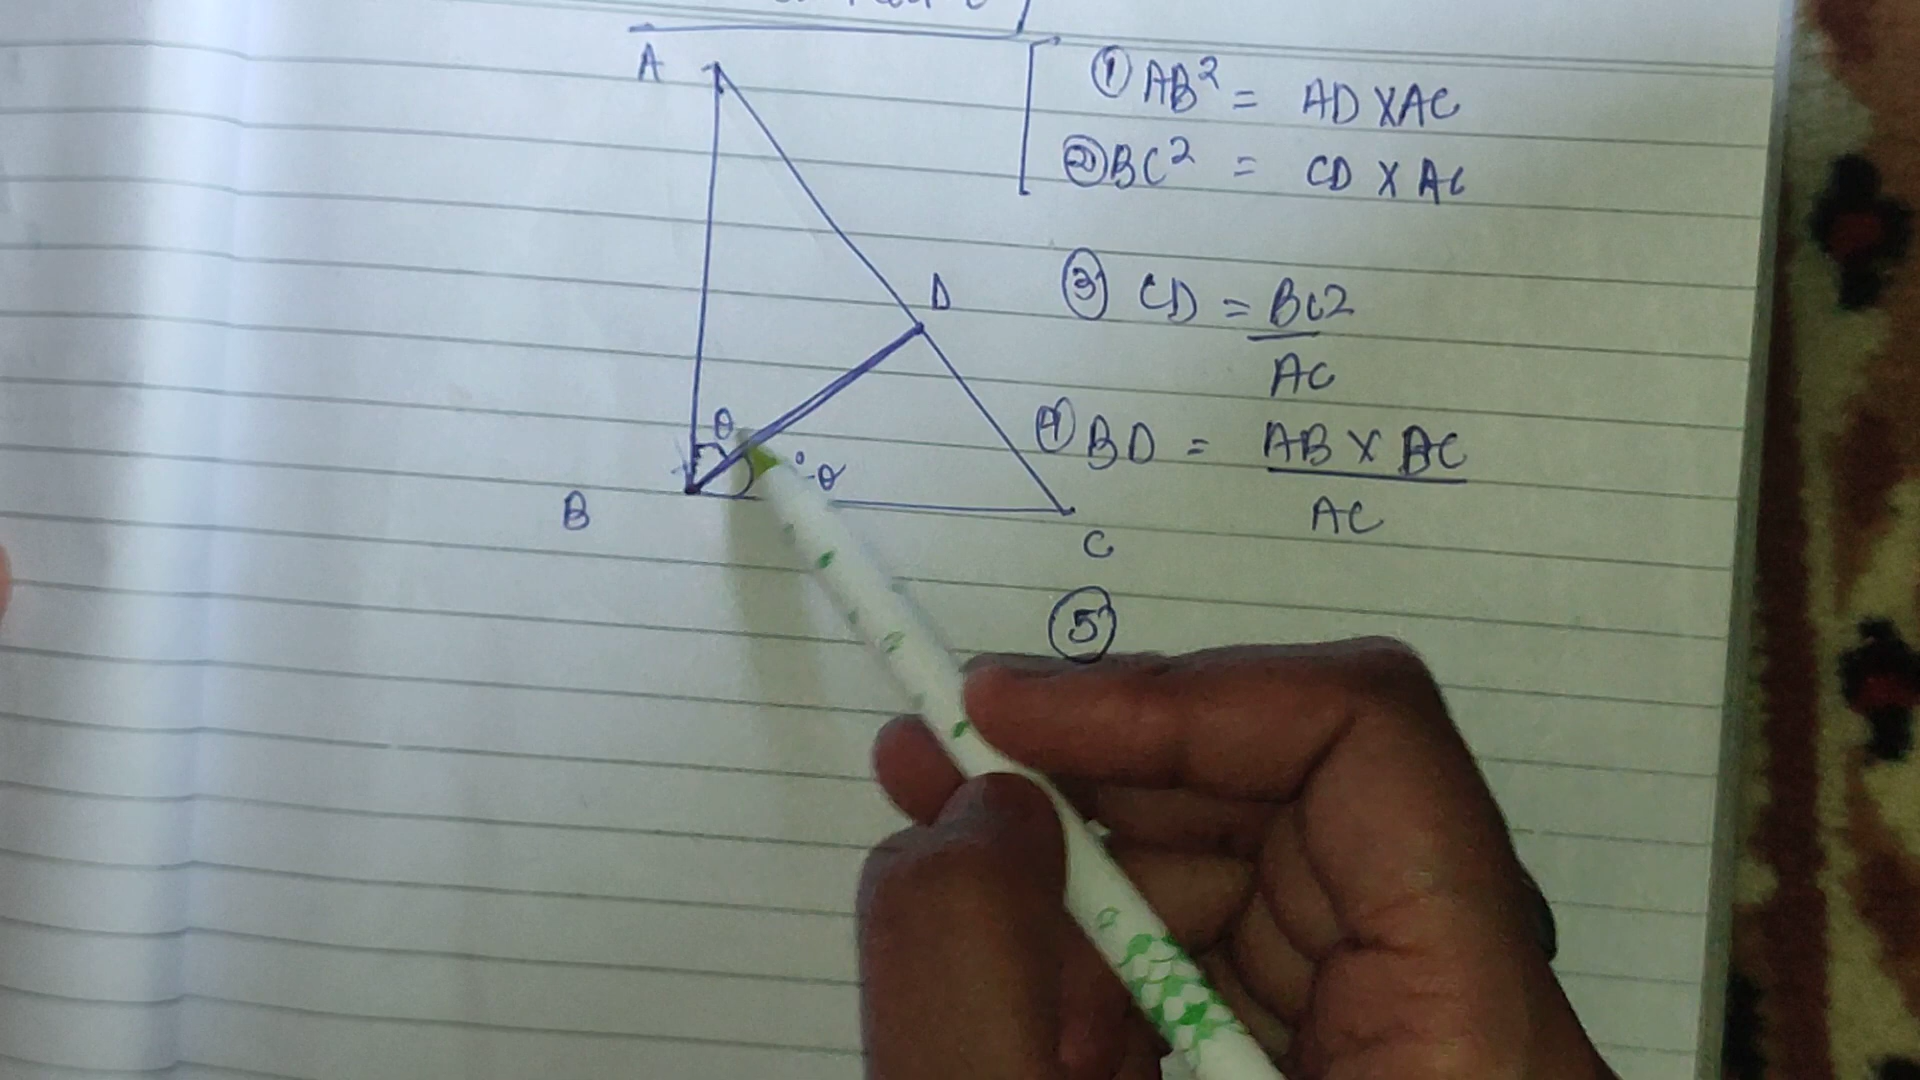 A
① AB² = AD X AC
② BC² = CD X AC
D
③ CD = BC2
AC
④ BD = AB X BC
AC
θ
°-θ
B
C
⑤